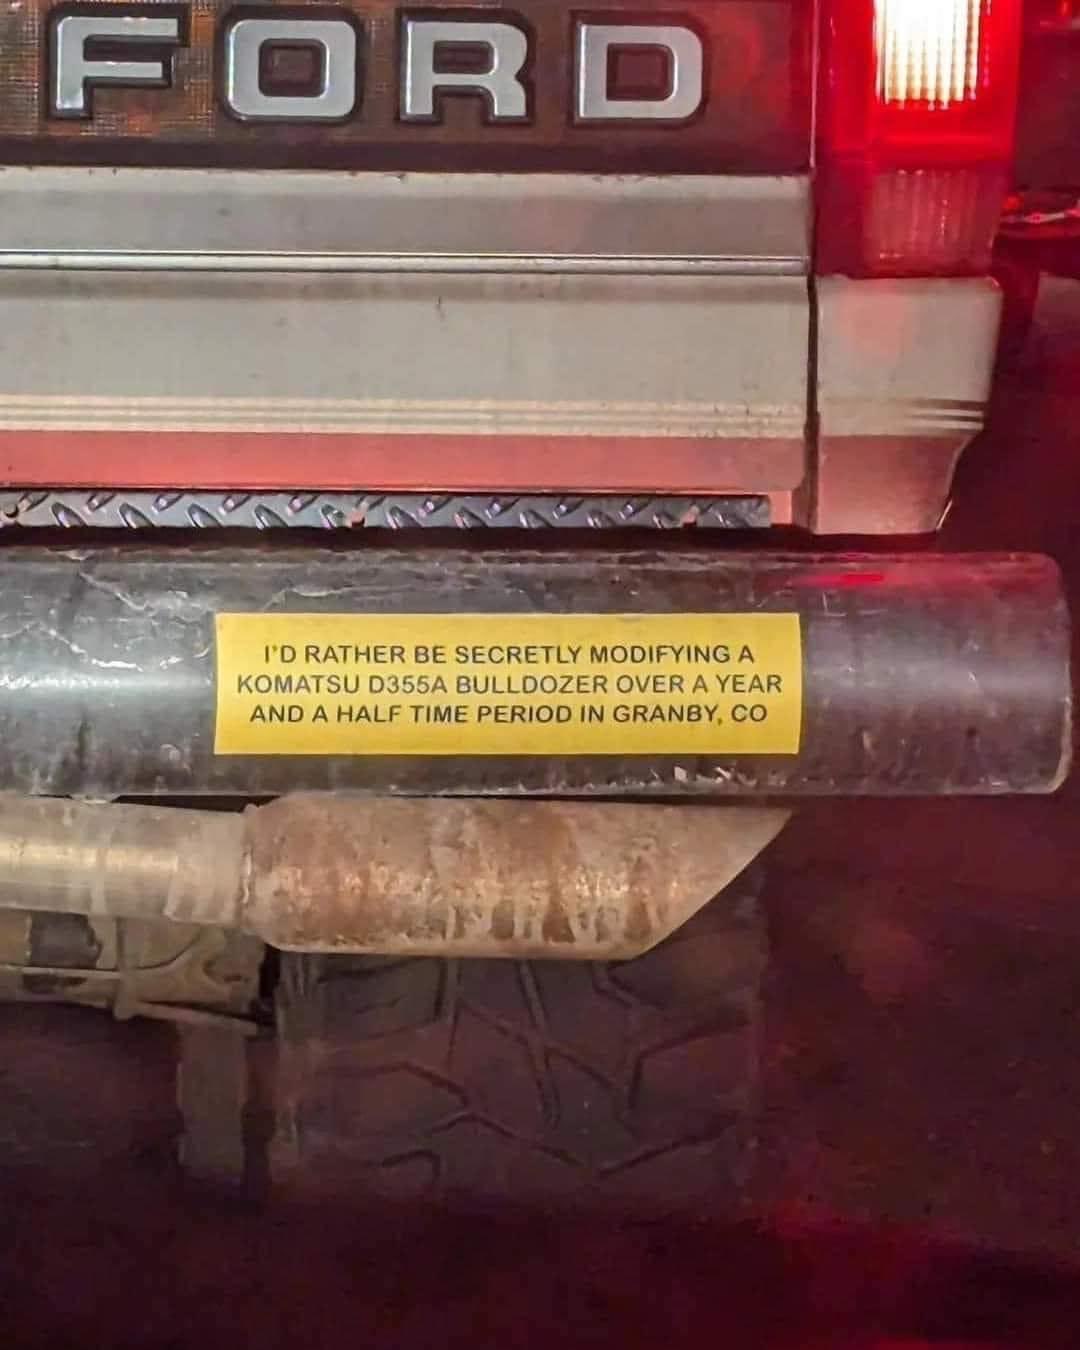 FORD
I'D RATHER BE SECRETLY MODIFYING A
KOMATSU D355A BULLDOZER OVER A YEAR
AND A HALF TIME PERIOD IN GRANBY, CO